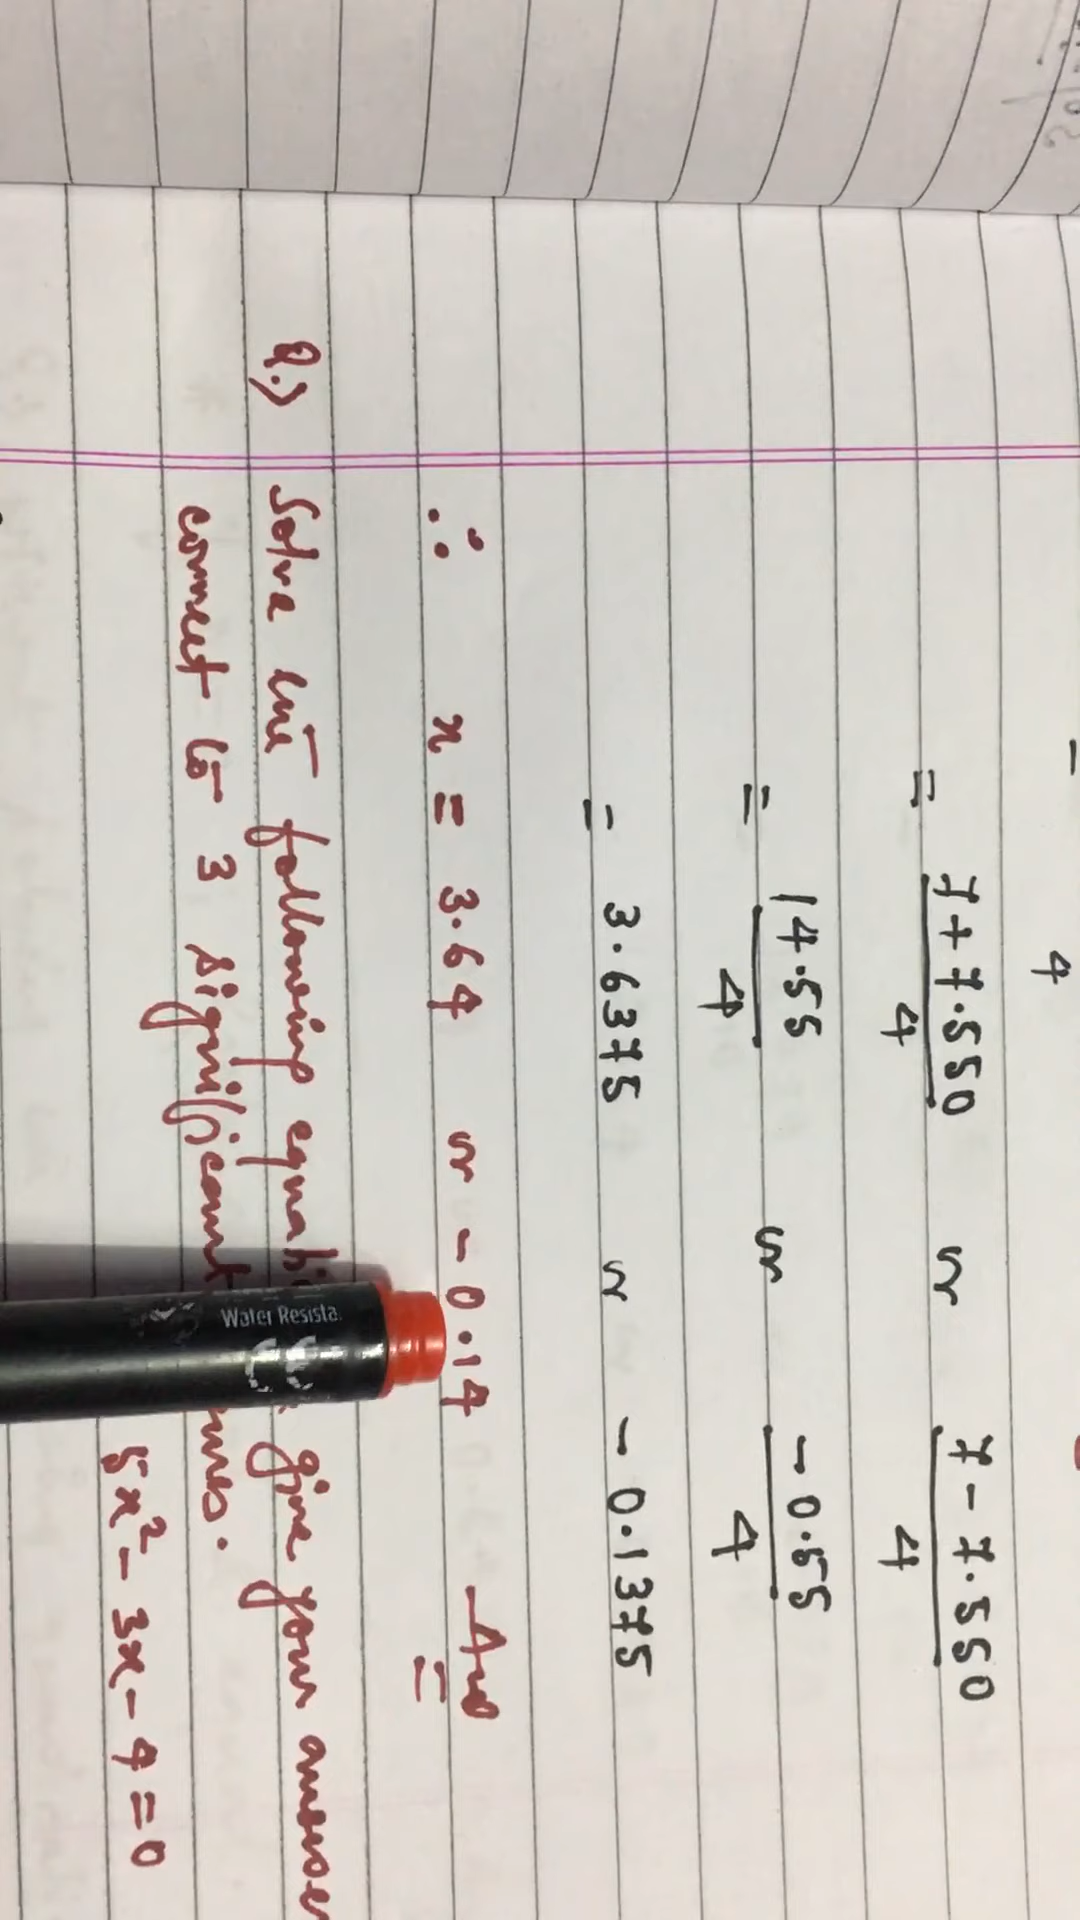 =
4
= 7+7.550 or 7-7.550
4 4
= 14.55 or -0.55
4 4
= 3.6375 or -0.1375
∴ x = 3.64 or -0.14 Ans
Q.) Solve the following give your answer
correct to 3
5x² - 3x - 4 = 0
Water Resista